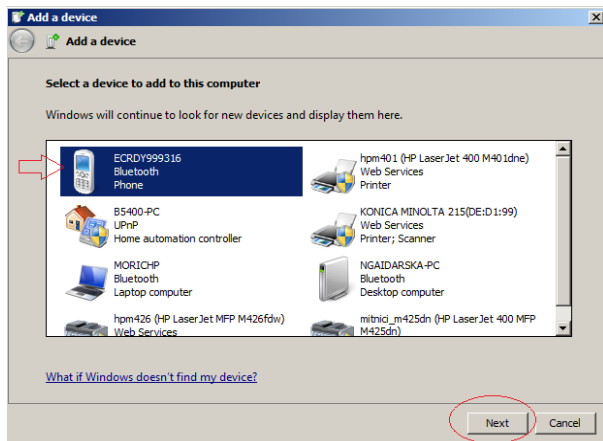 Add a device
Add a device
Select a device to add to this computer
Windows will continue to look for new devices and display them here.
ECRDY999316
Bluetooth
Phone
hpm401 (HP LaserJet 400 M401dne)
Web Services
Printer
B5400-PC
UPnP
Home automation controller
KONICA MINOLTA 215(DE:D1:99)
Web Services
Printer; Scanner
MORICHP
Bluetooth
Laptop computer
NGAIDARSKA-PC
Bluetooth
Desktop computer
hpm426 (HP LaserJet MFP M426fdw)
Web Services
mitnici_m425dn (HP LaserJet 400 MFP
M425dn)
What if Windows doesn't find my device?
Next
Cancel